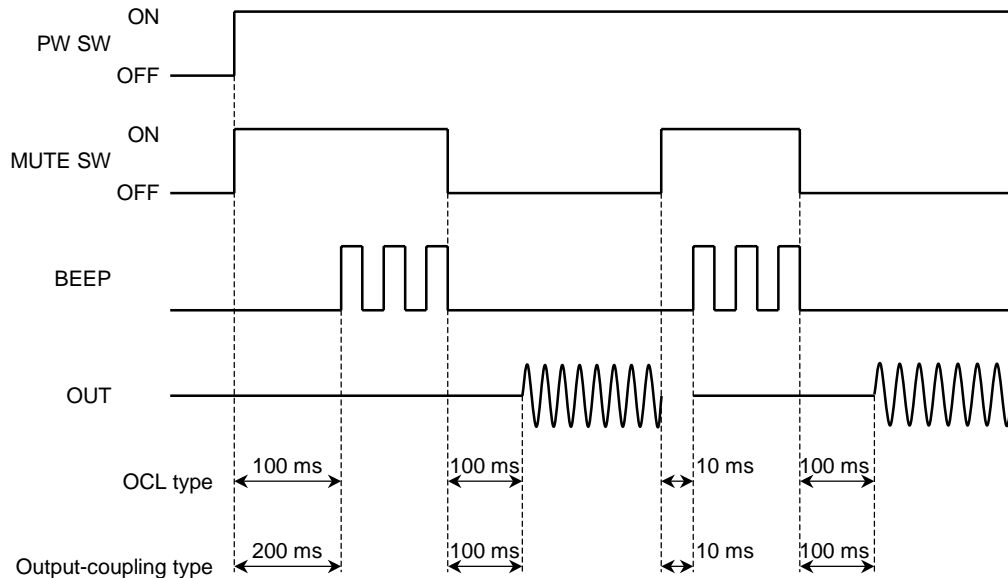 ON
PW SW
OFF
ON
MUTE SW
OFF
BEEP
OUT
OCL type 100 ms 100 ms 10 ms 100 ms
Output-coupling type 200 ms 100 ms 10 ms 100 ms